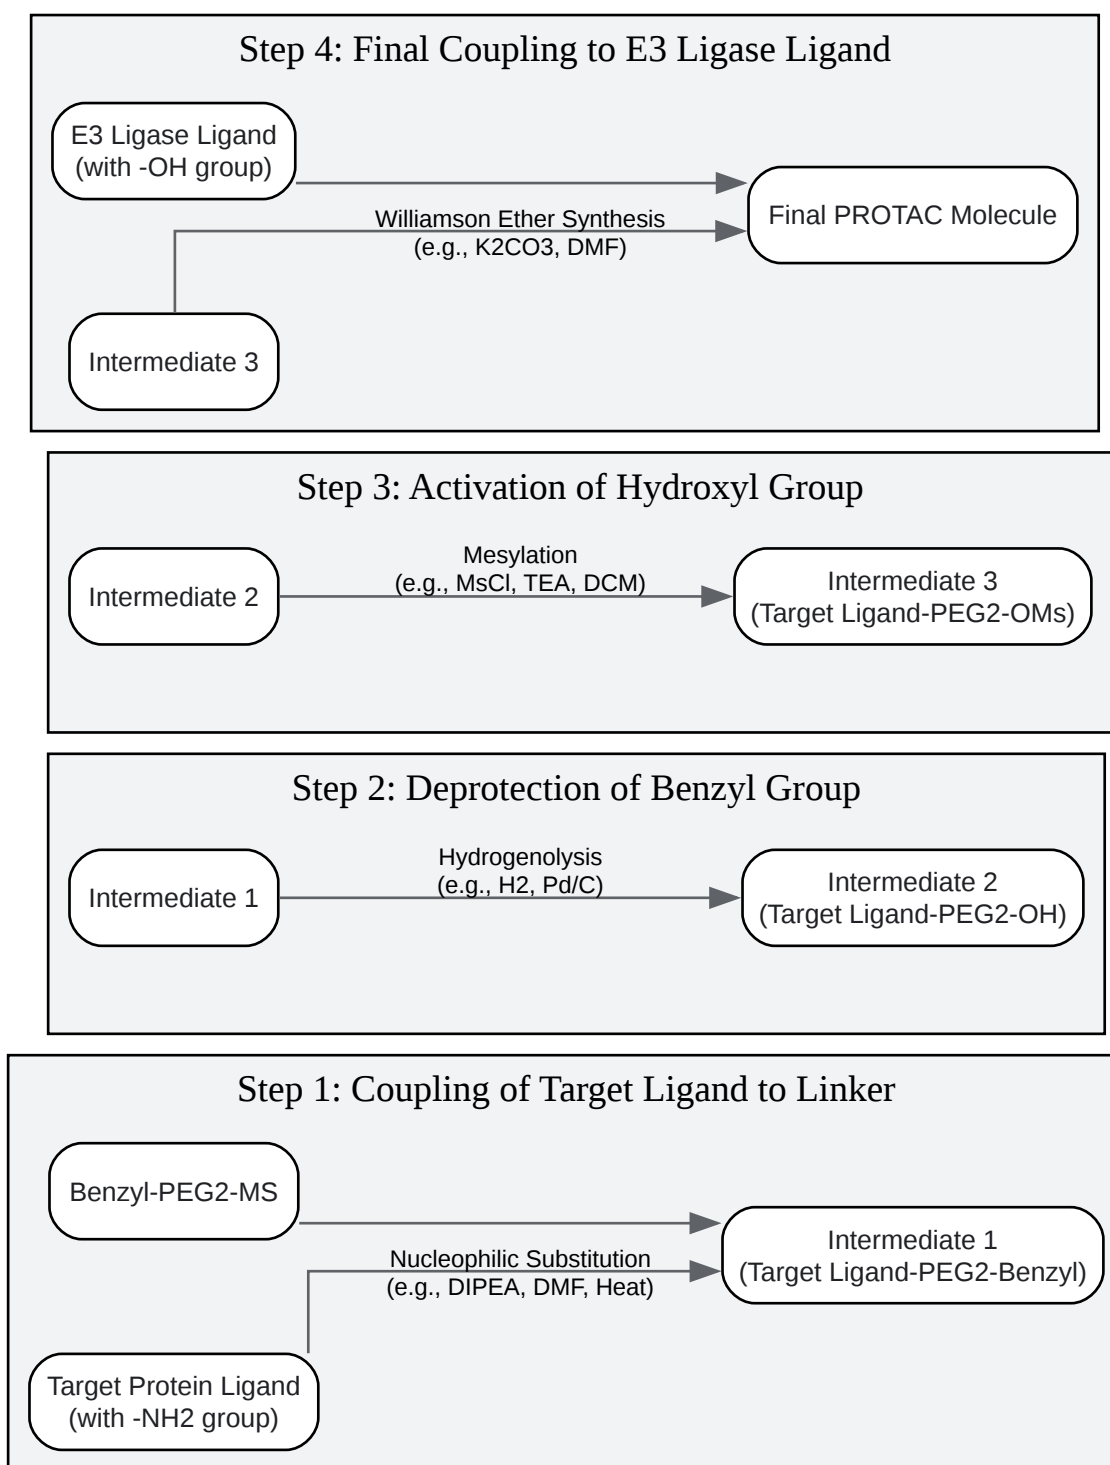 Step 4: Final Coupling to E3 Ligase Ligand
E3 Ligase Ligand
(with -OH group)
Williamson Ether Synthesis
(e.g., K2CO3, DMF)
Final PROTAC Molecule
Intermediate 3
Step 3: Activation of Hydroxyl Group
Intermediate 2
Mesylation
(e.g., MsCl, TEA, DCM)
Intermediate 3
(Target Ligand-PEG2-OMs)
Step 2: Deprotection of Benzyl Group
Intermediate 1
Hydrogenolysis
(e.g., H2, Pd/C)
Intermediate 2
(Target Ligand-PEG2-OH)
Step 1: Coupling of Target Ligand to Linker
Benzyl-PEG2-MS
Nucleophilic Substitution
(e.g., DIPEA, DMF, Heat)
Intermediate 1
(Target Ligand-PEG2-Benzyl)
Target Protein Ligand
(with -NH2 group)